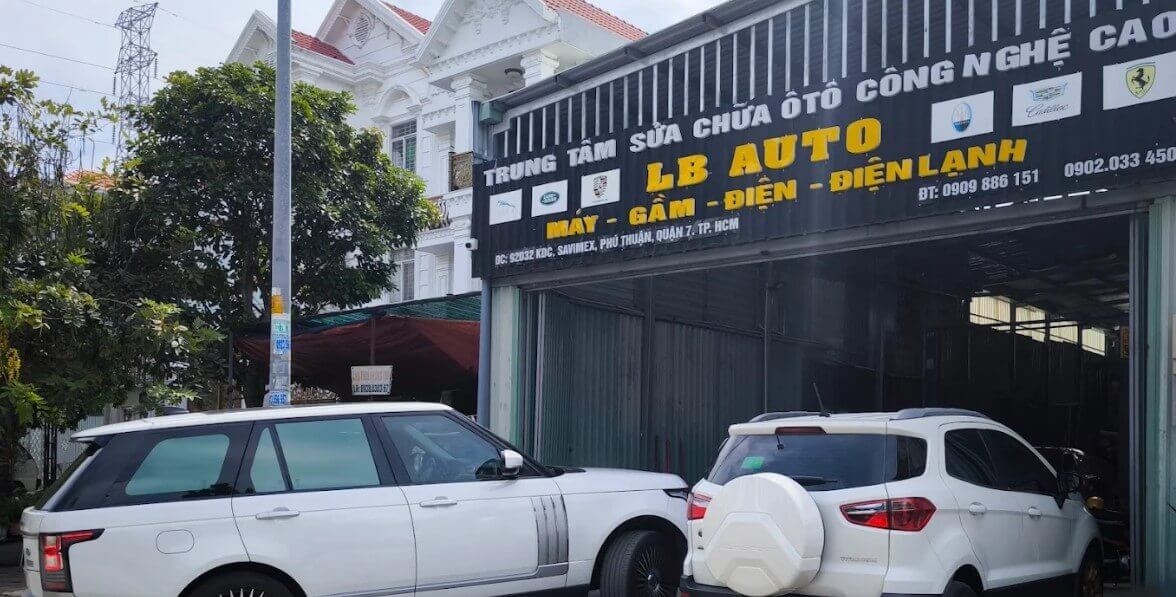 TRUNG TÂM SỬA CHỮA ÔTÔ CÔNG NGHỆ CAO
LB AUTO
MÁY - GẦM - ĐIỆN - ĐIỆN LẠNH
ĐC: 92032 KDC. SAVIMEX, PHÚ THUẬN, QUẬN 7. TP. HCM
ĐT: 0909 886 151
0902.033 450
Cadillac